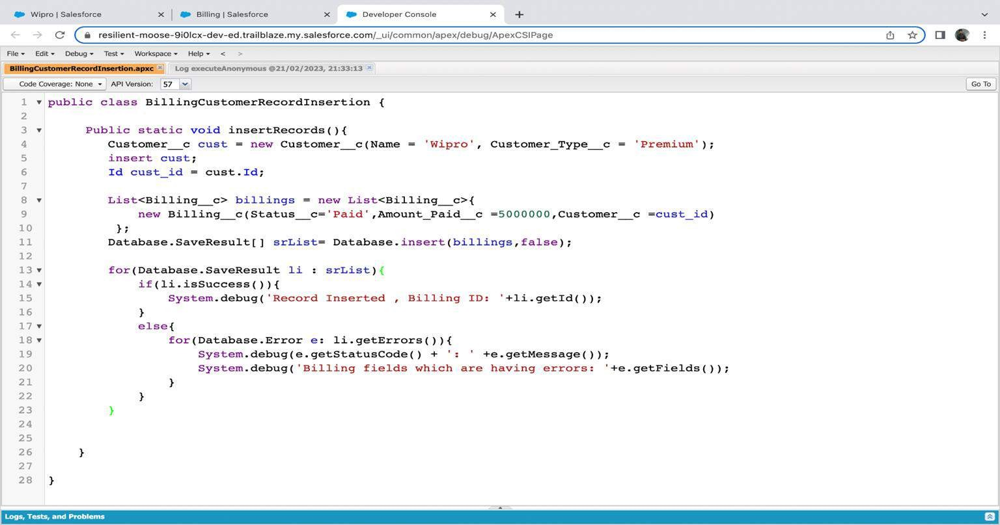 Wipro | Salesforce
Billing | Salesforce
Developer Console
resilient-moose-9i0lcx-dev-ed.trailblaze.my.salesforce.com/_ui/common/apex/debug/ApexCSIPage
File Edit Debug Test Workspace Help < >
BillingCustomerRecordInsertion.apxc Log executeAnonymous @21/02/2023, 21:33:13
Code Coverage: None API Version: 57 Go To
1 public class BillingCustomerRecordInsertion {
2
3 Public static void insertRecords(){
4 Customer__c cust = new Customer__c(Name = 'Wipro', Customer_Type__c = 'Premium');
5 insert cust;
6 Id cust_id = cust.Id;
7
8 List<Billing__c> billings = new List<Billing__c>{
9 new Billing__c(Status__c='Paid',Amount_Paid__c =5000000,Customer__c =cust_id)
10 };
11 Database.SaveResult[] srList= Database.insert(billings,false);
12
13 for(Database.SaveResult li : srList){
14 if(li.isSuccess()){
15 System.debug('Record Inserted , Billing ID: '+li.getId());
16 }
17 else{
18 for(Database.Error e: li.getErrors()){
19 System.debug(e.getStatusCode() + ': ' +e.getMessage());
20 System.debug('Billing fields which are having errors: '+e.getFields());
21 }
22 }
23 }
24
25
26 }
27
28 }
Logs, Tests, and Problems